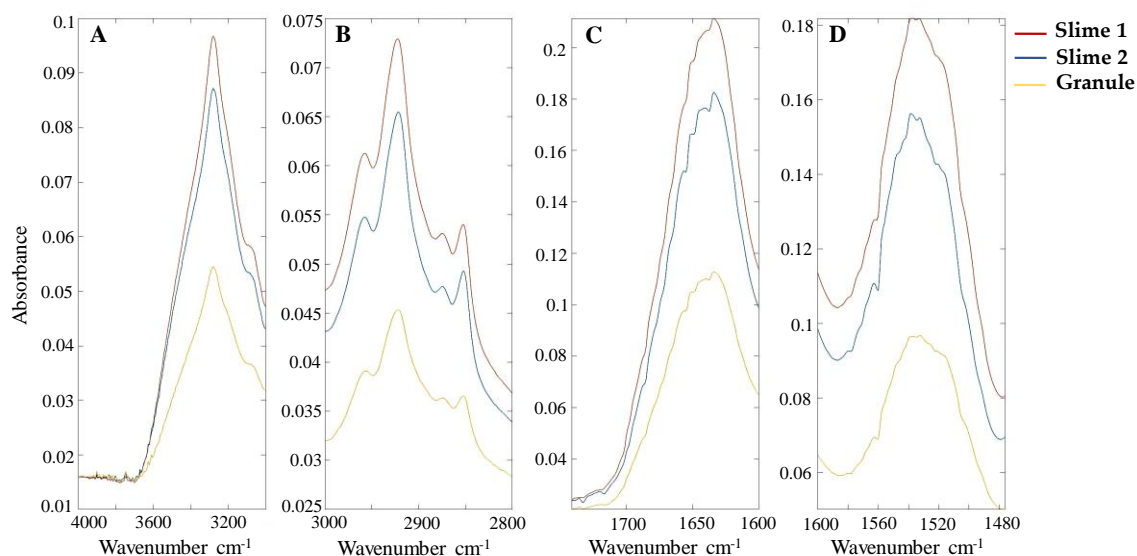 A
B
C
D
Slime 1
Slime 2
Granule
Absorbance
0.1
0.09
0.08
0.07
0.06
0.05
0.04
0.03
0.02
0.01
4000 3600 3200
Wavenumber cm-1
0.075
0.07
0.065
0.06
0.055
0.05
0.045
0.04
0.035
0.03
0.025
3000 2900 2800
Wavenumber cm-1
0.2
0.18
0.16
0.14
0.12
0.1
0.08
0.06
0.04
1700 1650 1600
Wavenumber cm-1
0.18
0.16
0.14
0.12
0.1
0.08
0.06
1600 1560 1520 1480
Wavenumber cm-1